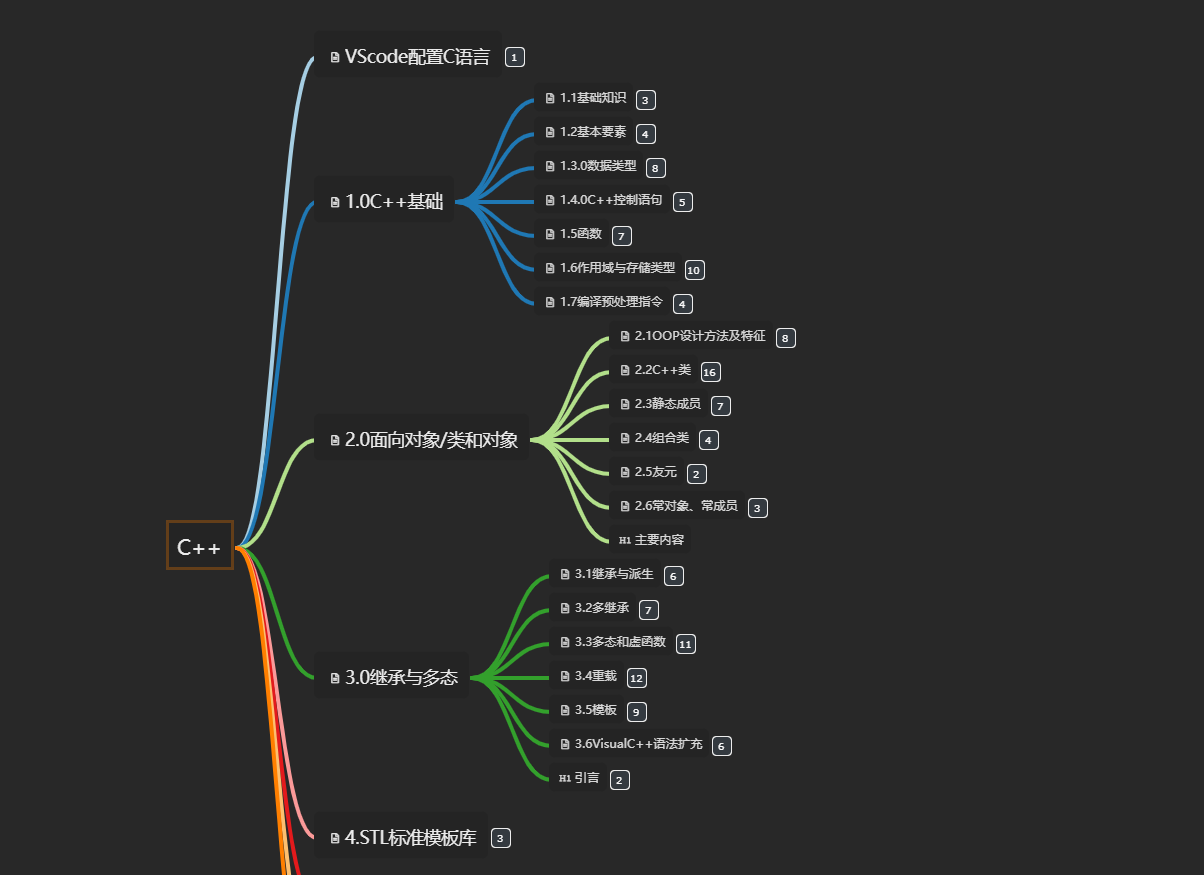 VScode配置C语言 1
1.0C++基础
1.1基础知识 3
1.2基本要素 4
1.3.0数据类型 8
1.4.0C++控制语句 5
1.5函数 7
1.6作用域与存储类型 10
1.7编译预处理指令 4
2.0面向对象/类和对象
2.1OOP设计方法及特征 8
2.2C++类 16
2.3静态成员 7
2.4组合类 4
2.5友元 2
2.6常对象、常成员 3
H1 主要内容
C++
3.0继承与多态
3.1继承与派生 6
3.2多继承 7
3.3多态和虚函数 11
3.4重载 12
3.5模板 9
3.6VisualC++语法扩充 6
H1 引言 2
4.STL标准模板库 3